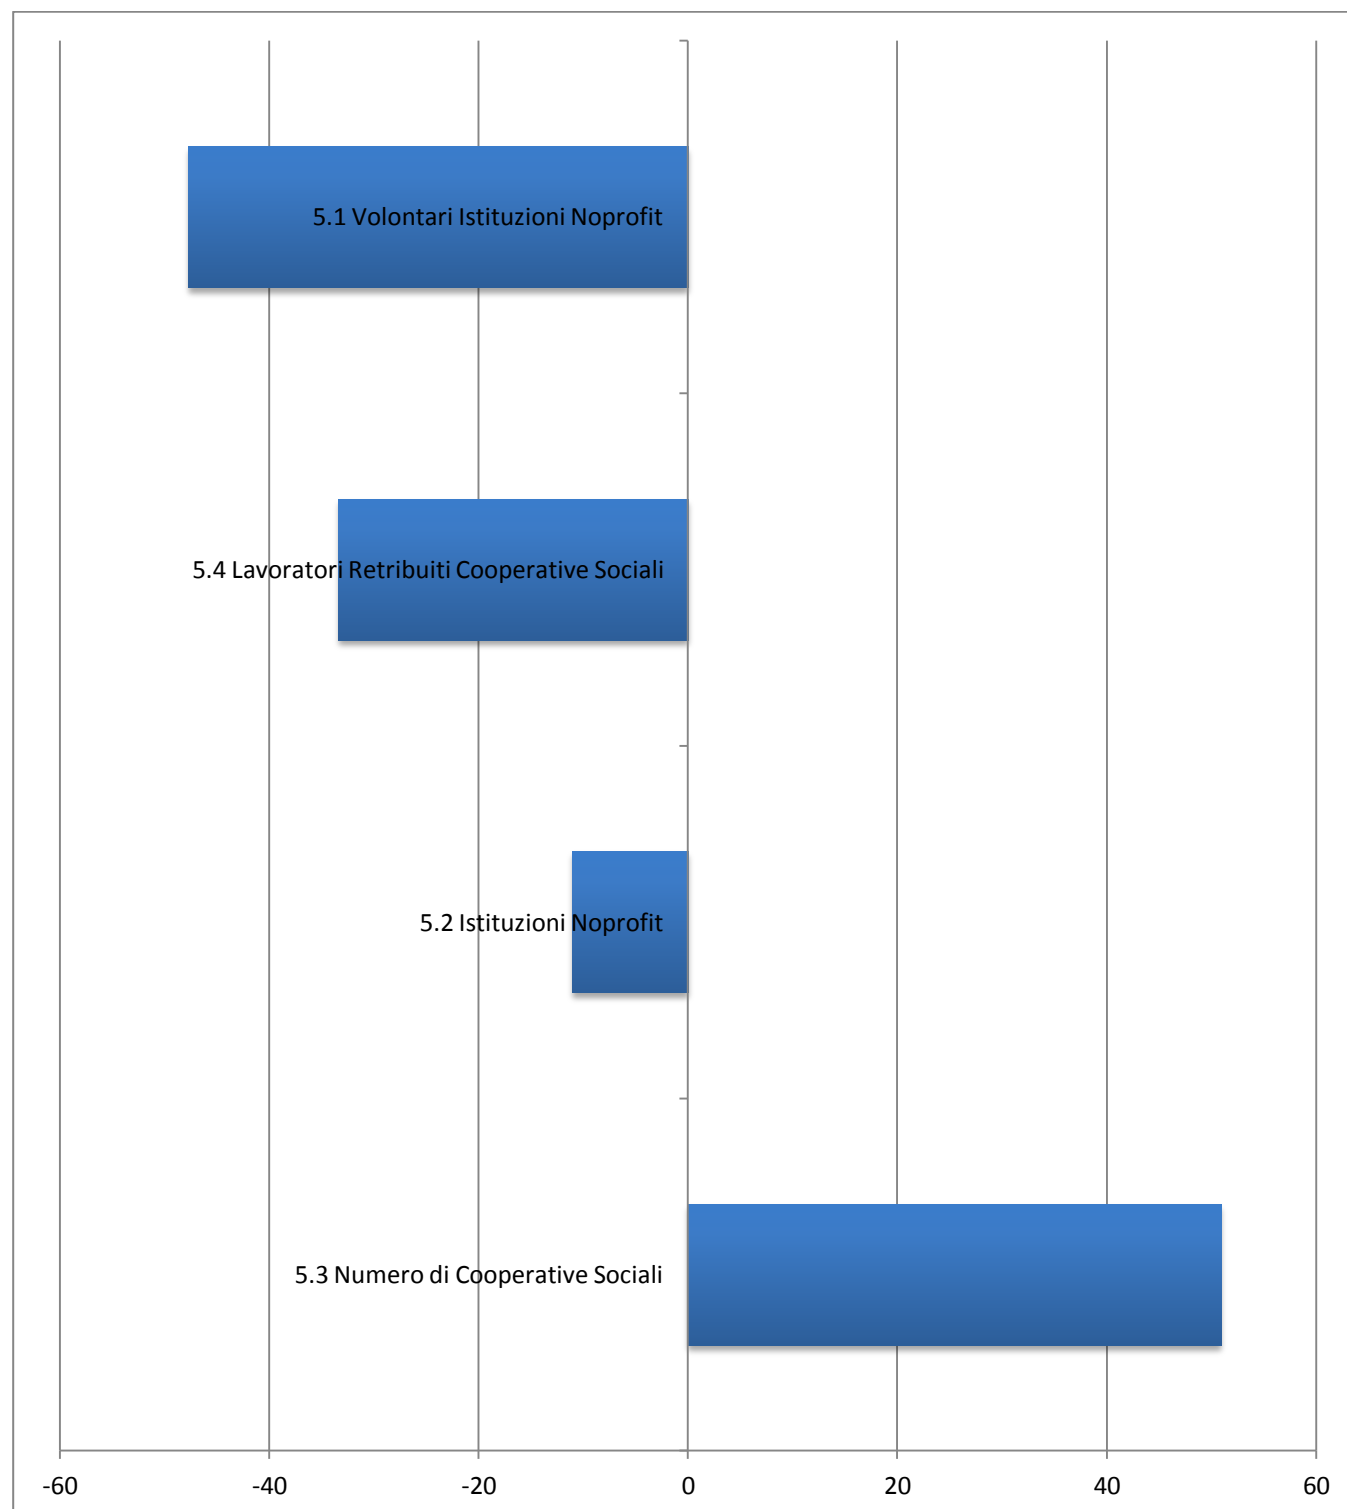 5.1 Volontari Istituzioni Noprofit
5.4 Lavoratori Retribuiti Cooperative Sociali
5.2 Istituzioni Noprofit
5.3 Numero di Cooperative Sociali
-60 -40 -20 0 20 40 60